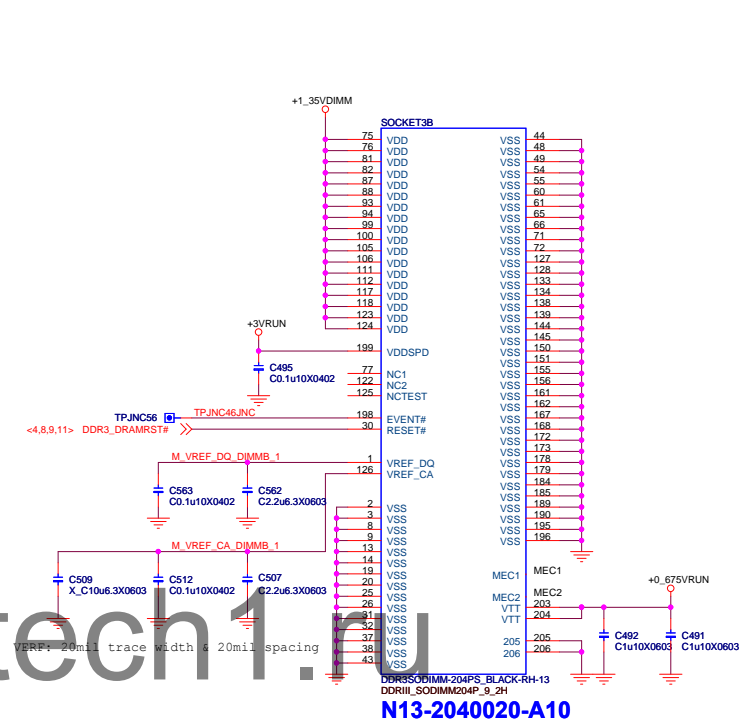 +1_35VDIMM
SOCKET3B
75 VDD VSS 44
76 VDD VSS 48
81 VDD VSS 49
82 VDD VSS 54
87 VDD VSS 55
88 VDD VSS 60
93 VDD VSS 61
94 VDD VSS 65
99 VDD VSS 66
100 VDD VSS 71
105 VDD VSS 72
106 VDD VSS 127
111 VDD VSS 128
112 VDD VSS 133
117 VDD VSS 134
118 VDD VSS 138
123 VDD VSS 139
124 VDD VSS 144
VSS 145
+3VRUN
199 VDDSPD VSS 150
VSS 151
C495
C0.1u10X0402
77 NC1 VSS 155
122 NC2 VSS 156
125 NCTEST VSS 161
VSS 162
TPJNC56 TPJNC46JNC 198 EVENT# VSS 167
<4,8,9,11> DDR3_DRAMRST# 30 RESET# VSS 168
VSS 172
VSS 173
M_VREF_DQ_DIMMB_1 1 VREF_DQ VSS 178
126 VREF_CA VSS 179
VSS 184
VSS 185
C563
C0.1u10X0402
C562
C2.2u6.3X0603
2 VSS VSS 189
3 VSS VSS 190
8 VSS VSS 195
9 VSS VSS 196
M_VREF_CA_DIMMB_1
13 VSS
14 VSS
19 VSS MEC1 MEC1
20 VSS
25 VSS MEC2 MEC2
26 VSS VTT 203
31 VSS VTT 204
32 VSS
37 VSS 205 205
38 VSS 206 206
43 VSS
C509
X_C10u6.3X0603
C512
C0.1u10X0402
C507
C2.2u6.3X0603
+0_675VRUN
C492
C1u10X0603
C491
C1u10X0603
VERF: 20mil trace width & 20mil spacing
tech1.ru
DDR3SODIMM-204PS_BLACK-RH-13
DDRIII_SODIMM204P_9_2H
N13-2040020-A10